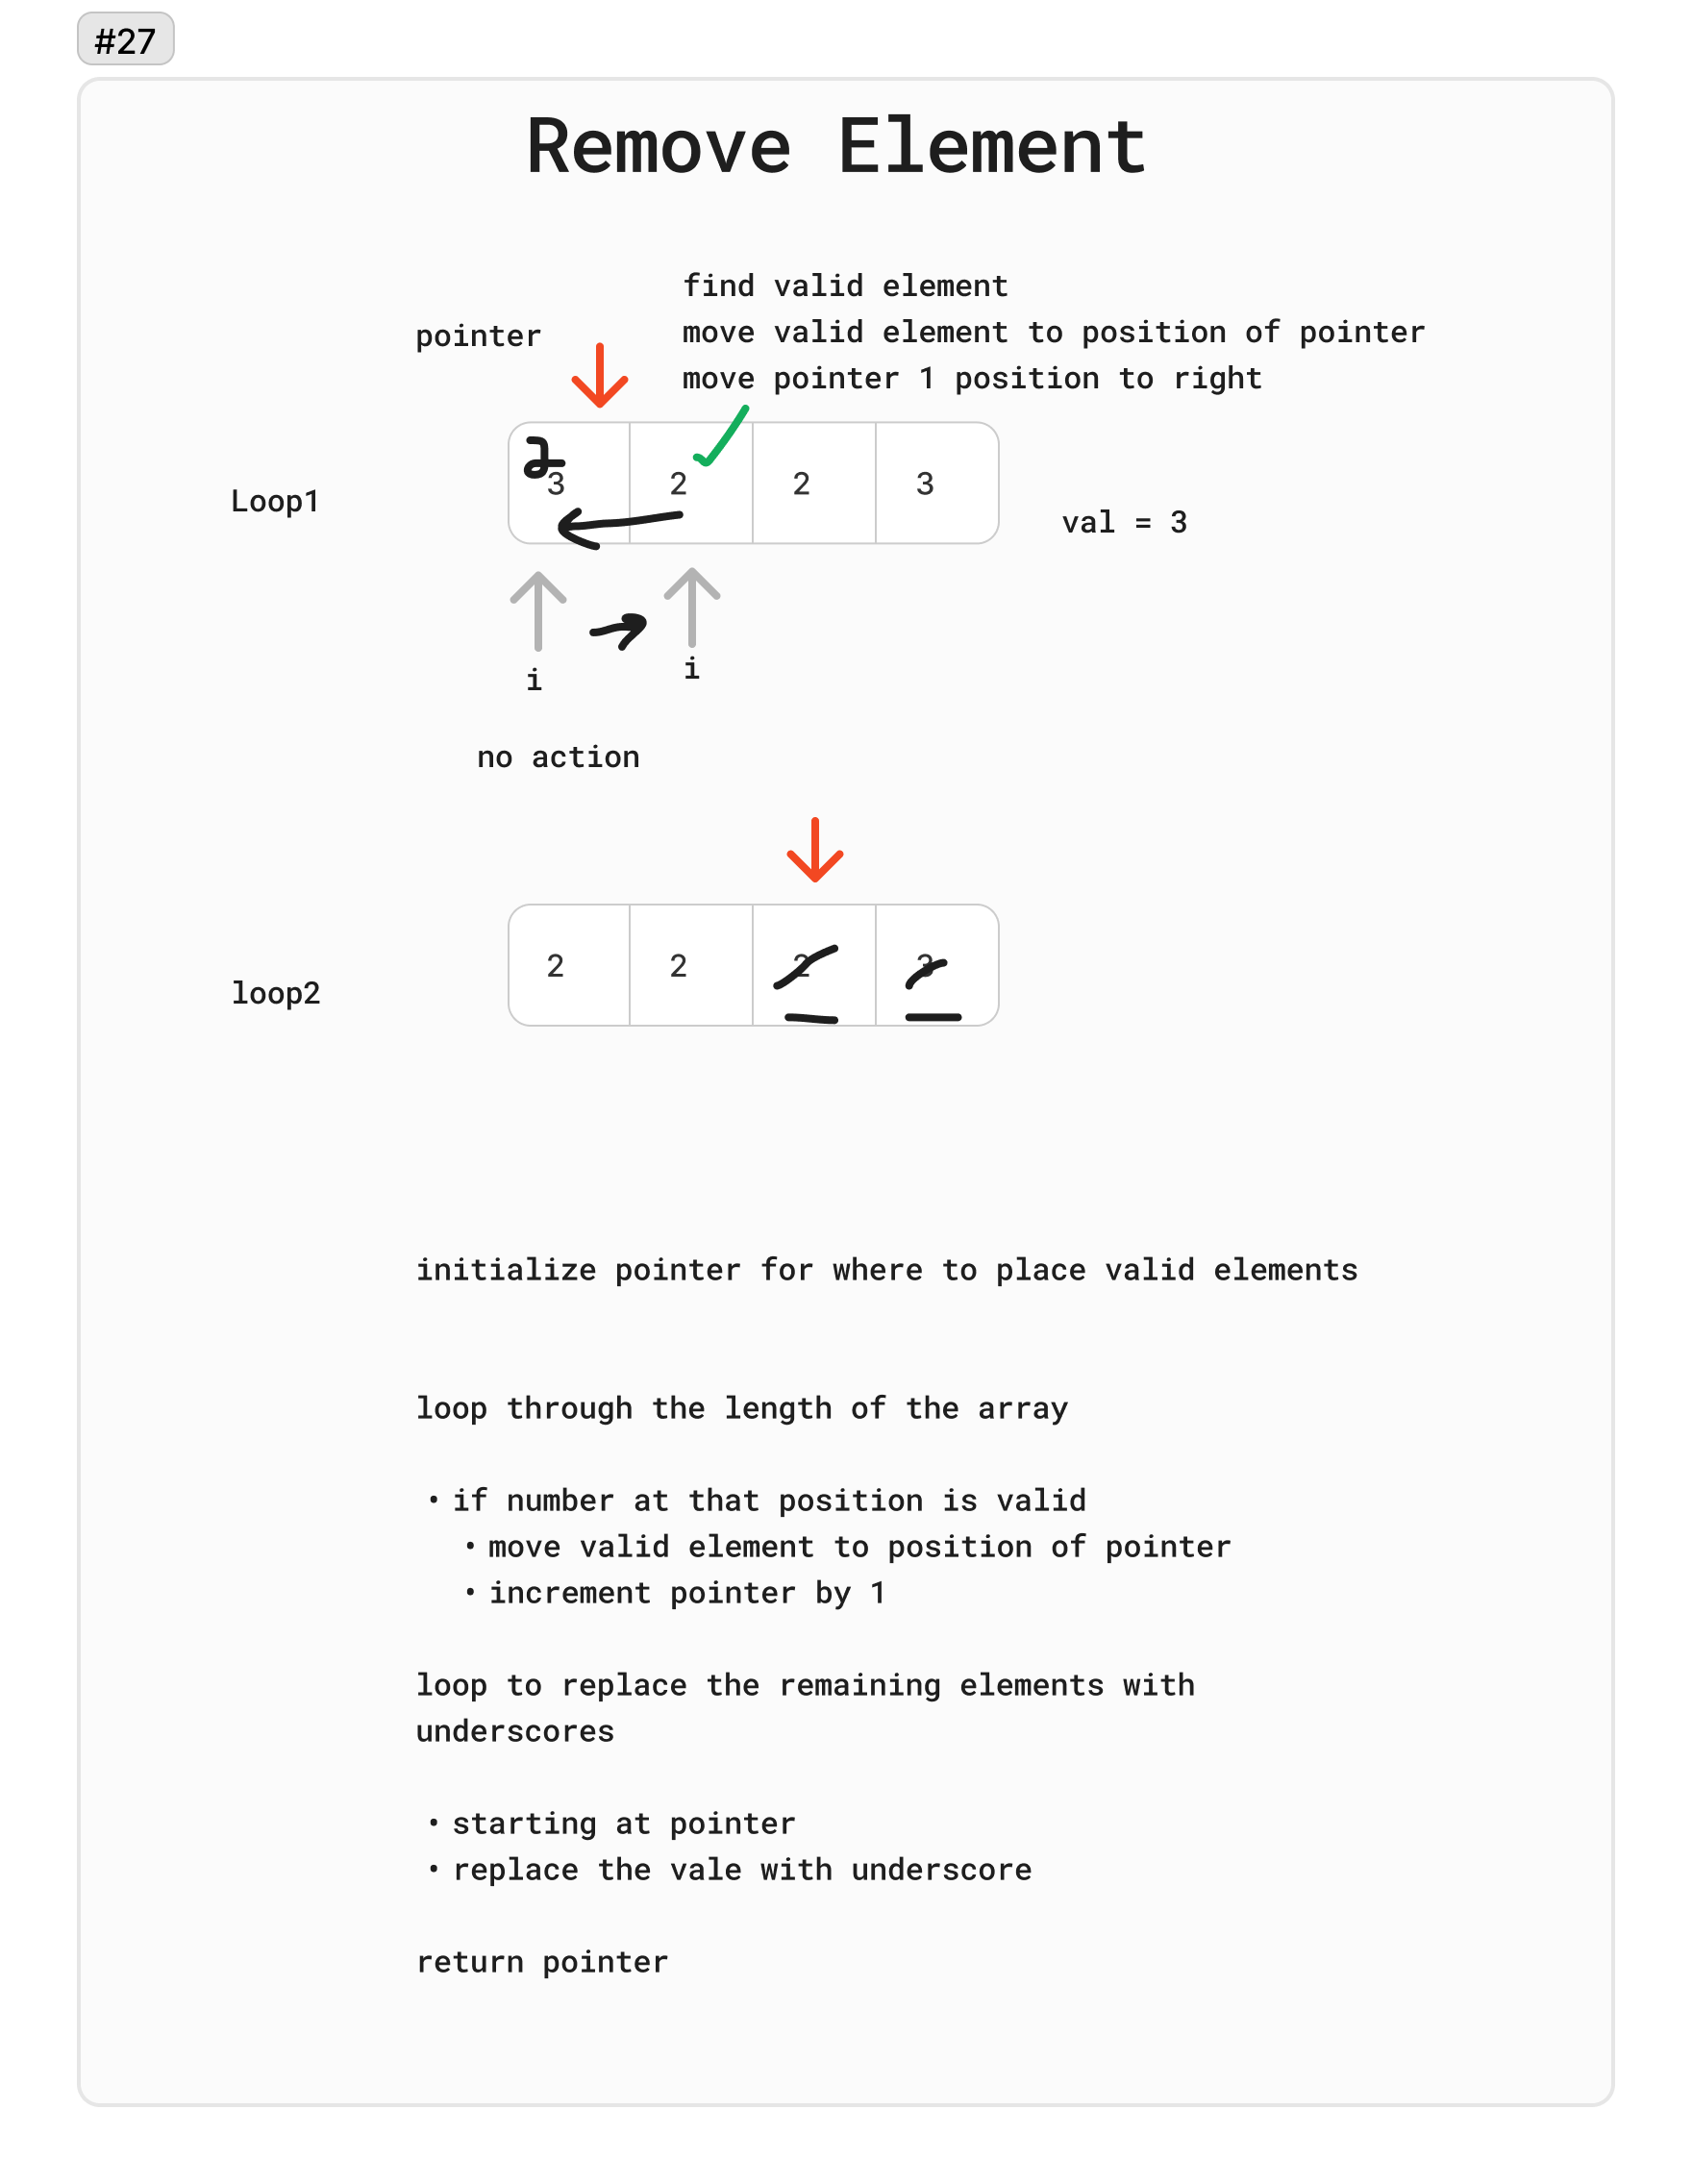 #27
Remove Element
find valid element
pointer
move valid element to position of pointer
move pointer 1 position to right
2
3 2 2 3
Loop1
val = 3
i i
no action
2 2 2 3
loop2
initialize pointer for where to place valid elements
loop through the length of the array
• if number at that position is valid
• move valid element to position of pointer
• increment pointer by 1
loop to replace the remaining elements with
underscores
• starting at pointer
• replace the vale with underscore
return pointer